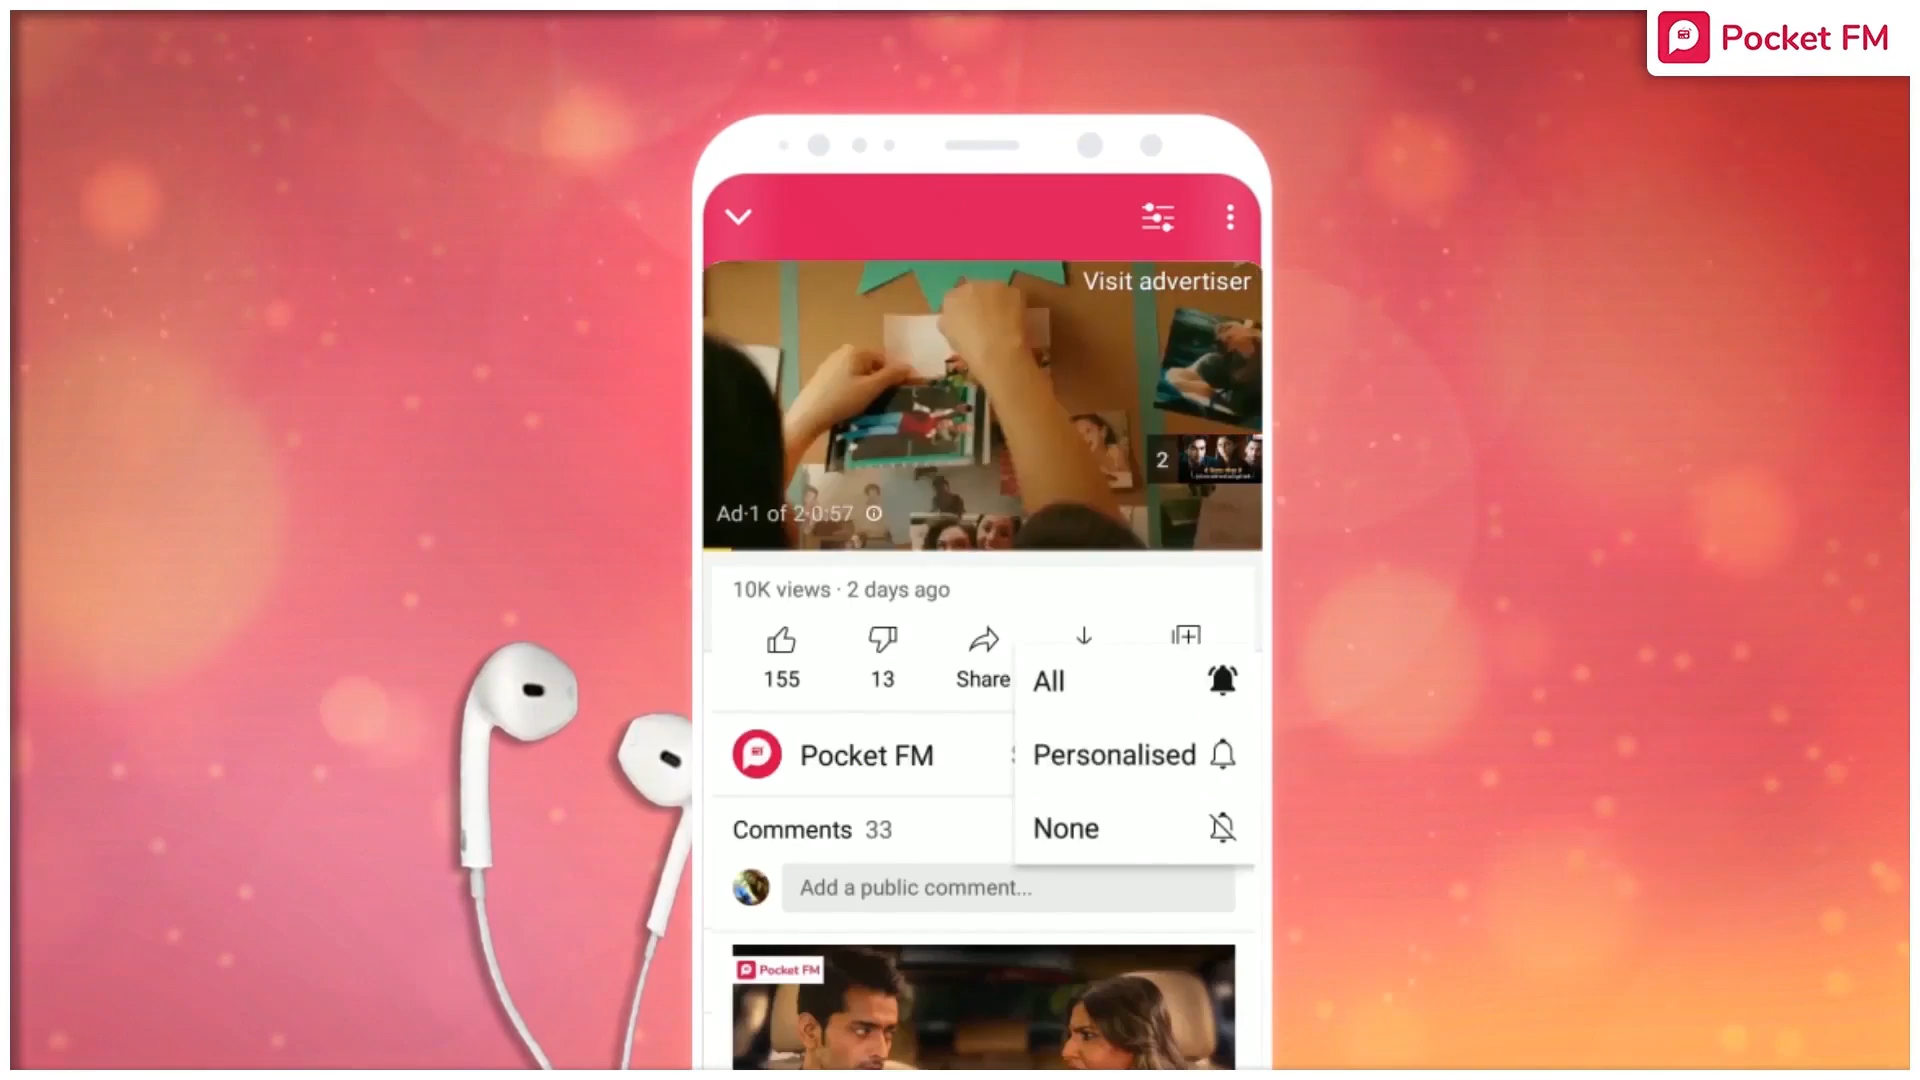 Pocket FM
Visit advertiser
2
Ad·1 of 2·0:57
10K views · 2 days ago
155
13
Share
All
Personalised
None
Pocket FM
Comments 33
Add a public comment...
Pocket FM